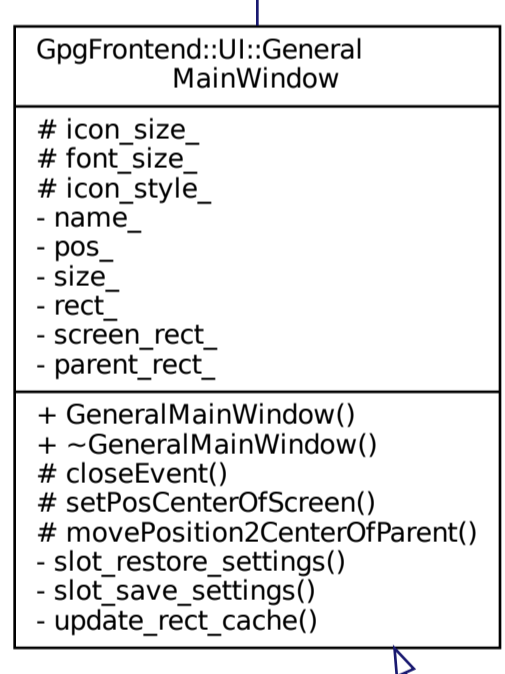 GpgFrontend::UI::General
MainWindow
# icon_size_
# font_size_
# icon_style_
- name_
- pos_
- size_
- rect_
- screen_rect_
- parent_rect_
+ GeneralMainWindow()
+ ~GeneralMainWindow()
# closeEvent()
# setPosCenterOfScreen()
# movePosition2CenterOfParent()
- slot_restore_settings()
- slot_save_settings()
- update_rect_cache()